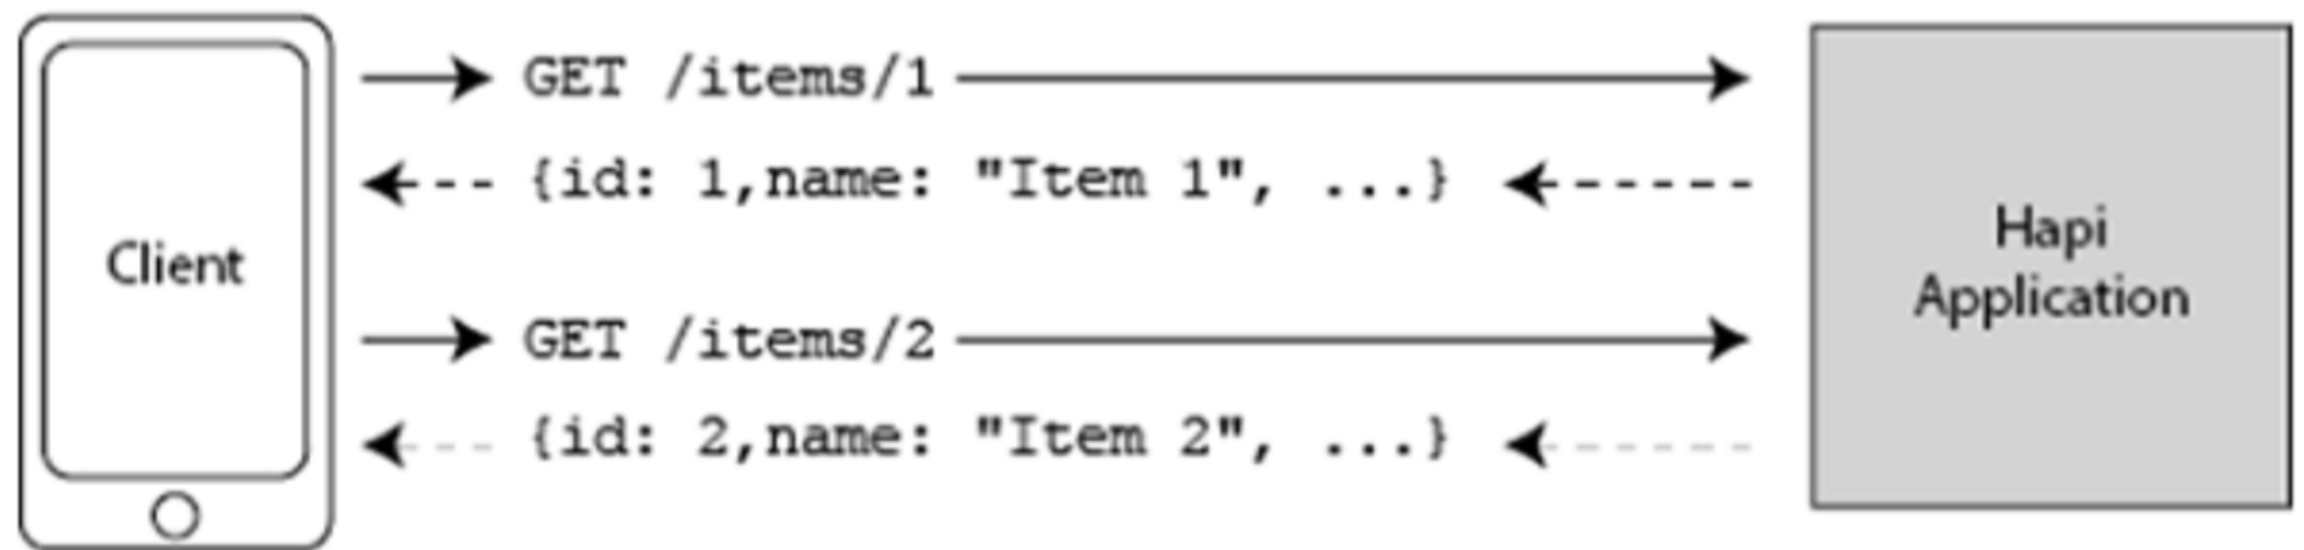 Client
GET /items/1
{id: 1,name: "Item 1", ...}
GET /items/2
{id: 2,name: "Item 2", ...}
Hapi
Application